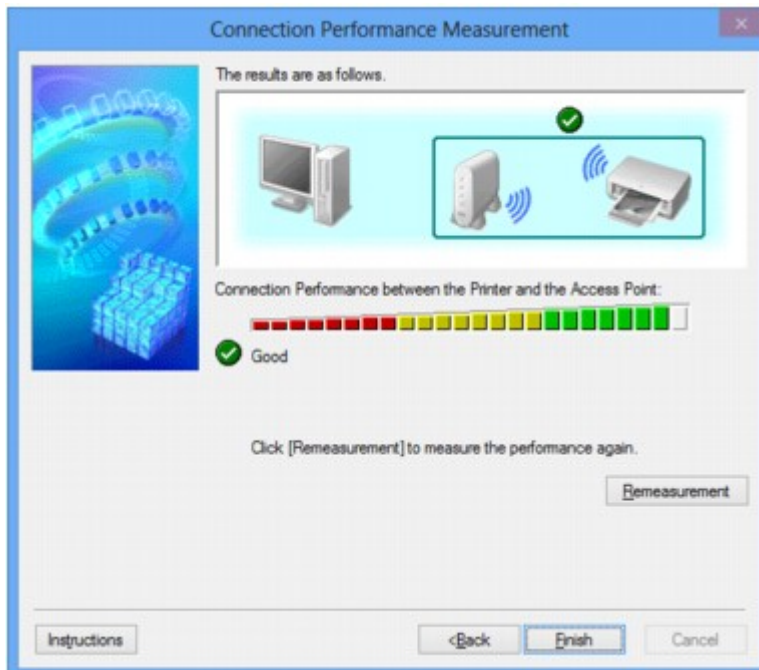 Connection Performance Measurement
The results are as follows.
Connection Performance between the Printer and the Access Point:
Good
Click [Remeasurement] to measure the performance again.
Remeasurement
Instructions
<Back
Finish
Cancel